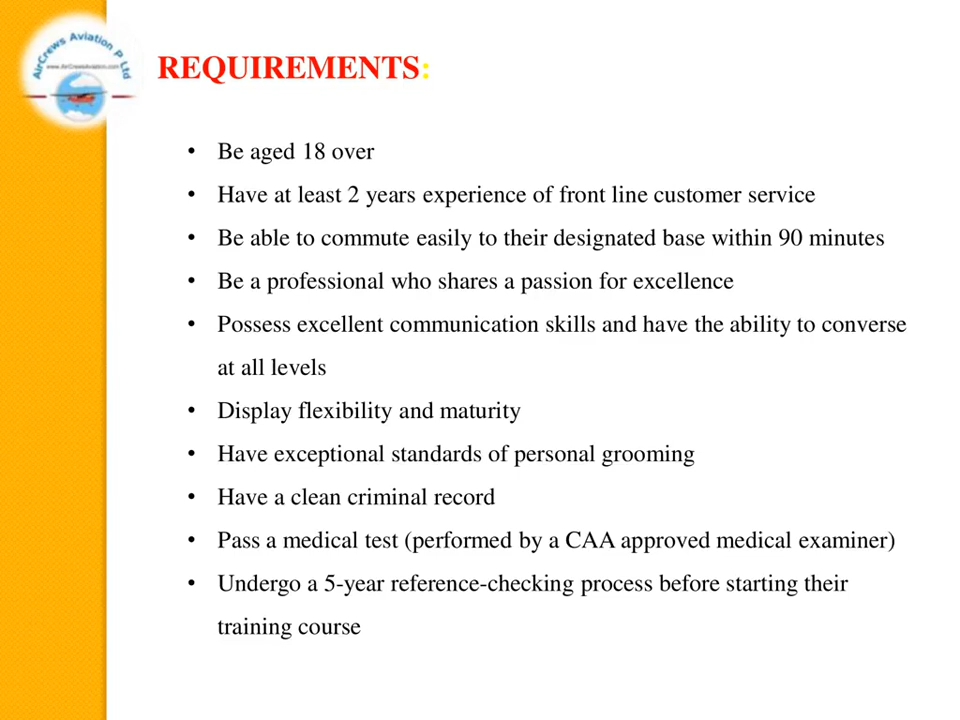 AirCrews Aviation P Ltd
www.AirCrewsAviation.com
REQUIREMENTS:
• Be aged 18 over
• Have at least 2 years experience of front line customer service
• Be able to commute easily to their designated base within 90 minutes
• Be a professional who shares a passion for excellence
• Possess excellent communication skills and have the ability to converse
at all levels
• Display flexibility and maturity
• Have exceptional standards of personal grooming
• Have a clean criminal record
• Pass a medical test (performed by a CAA approved medical examiner)
• Undergo a 5-year reference-checking process before starting their
training course